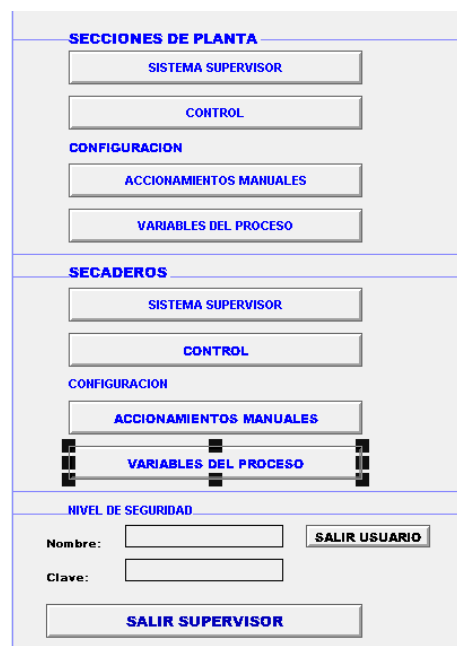 SECCIONES DE PLANTA
SISTEMA SUPERVISOR
CONTROL
CONFIGURACION
ACCIONAMIENTOS MANUALES
VARIABLES DEL PROCESO
SECADEROS
SISTEMA SUPERVISOR
CONTROL
CONFIGURACION
ACCIONAMIENTOS MANUALES
VARIABLES DEL PROCESO
NIVEL DE SEGURIDAD
Nombre: SALIR USUARIO
Clave:
SALIR SUPERVISOR